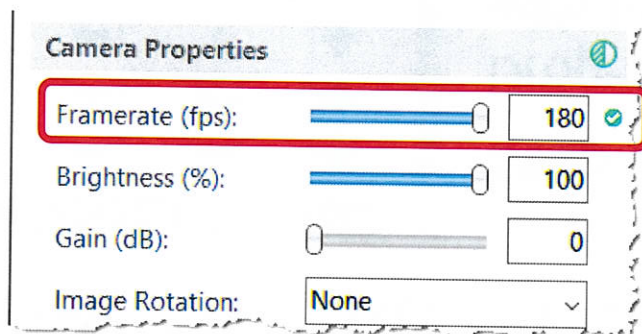 Camera Properties
Framerate (fps): 180
Brightness (%): 100
Gain (dB): 0
Image Rotation: None